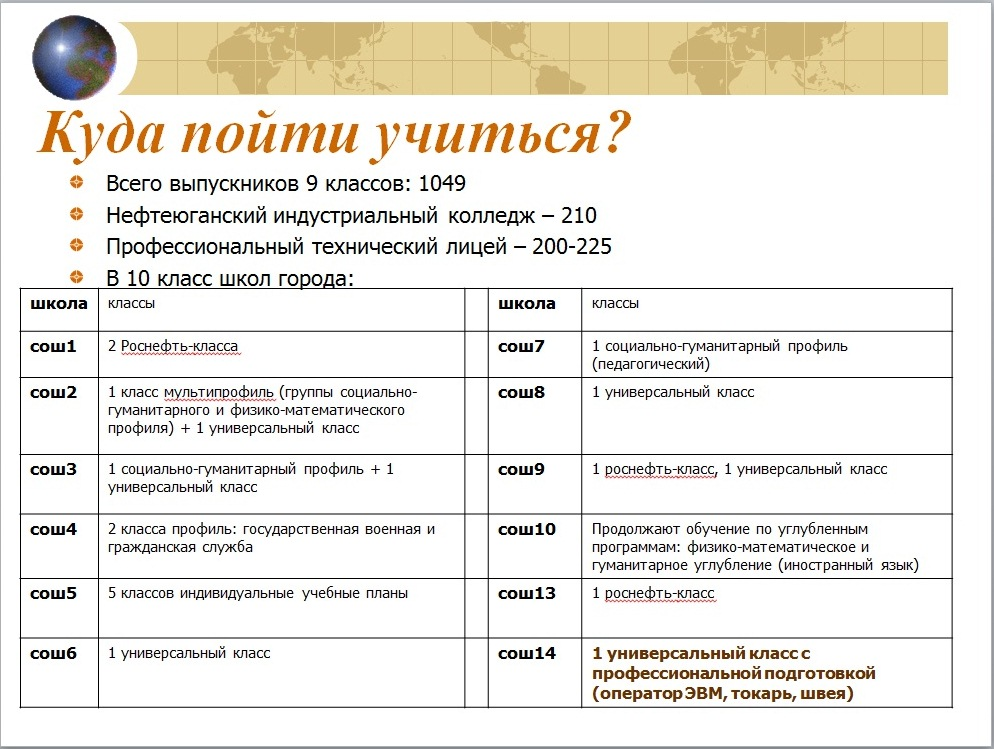 Куда пойти учиться?
Всего выпускников 9 классов: 1049
Нефтеюганский индустриальный колледж – 210
Профессиональный технический лицей – 200-225
В 10 класс школ города:
школа классы школа классы
сош1 2 Роснефть-класса
сош7 1 социально-гуманитарный профиль
(педагогический)
сош2 1 класс мультипрофиль (группы социально-
гуманитарного и физико-математического
профиля) + 1 универсальный класс
сош8 1 универсальный класс
сош3 1 социально-гуманитарный профиль + 1
универсальный класс
сош9 1 роснефть-класс, 1 универсальный класс
сош4 2 класса профиль: государственная военная и
гражданская служба
сош10 Продолжают обучение по углубленным
программам: физико-математическое и
гуманитарное углубление (иностранный язык)
сош5 5 классов индивидуальные учебные планы
сош13 1 роснефть-класс
сош6 1 универсальный класс
сош14 1 универсальный класс с
профессиональной подготовкой
(оператор ЭВМ, токарь, швея)